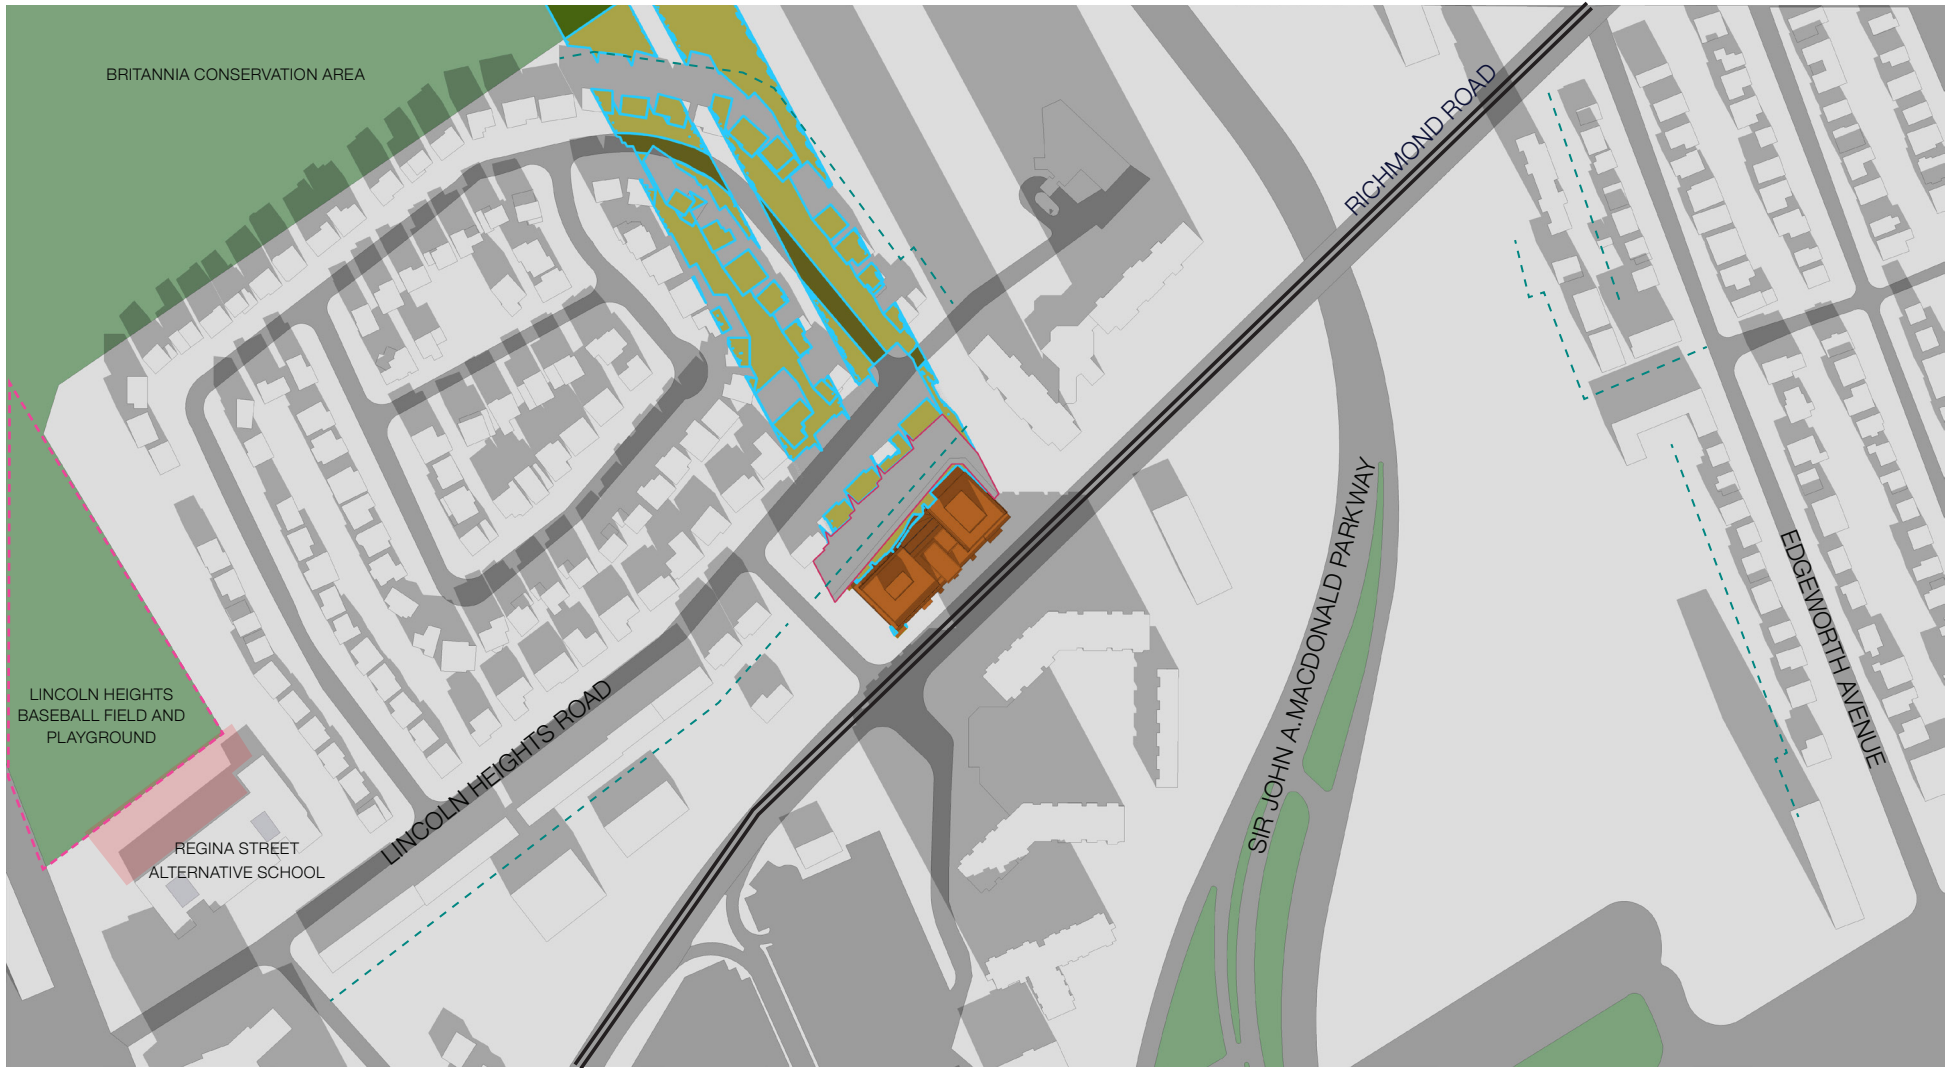 BRITANNIA CONSERVATION AREA
RICHMOND ROAD
SIR JOHN A.MACDONALD PARKWAY
EDGEWORTH AVENUE
LINCOLN HEIGHTS
BASEBALL FIELD AND
PLAYGROUND
LINCOLN HEIGHTS ROAD
REGINA STREET
ALTERNATIVE SCHOOL